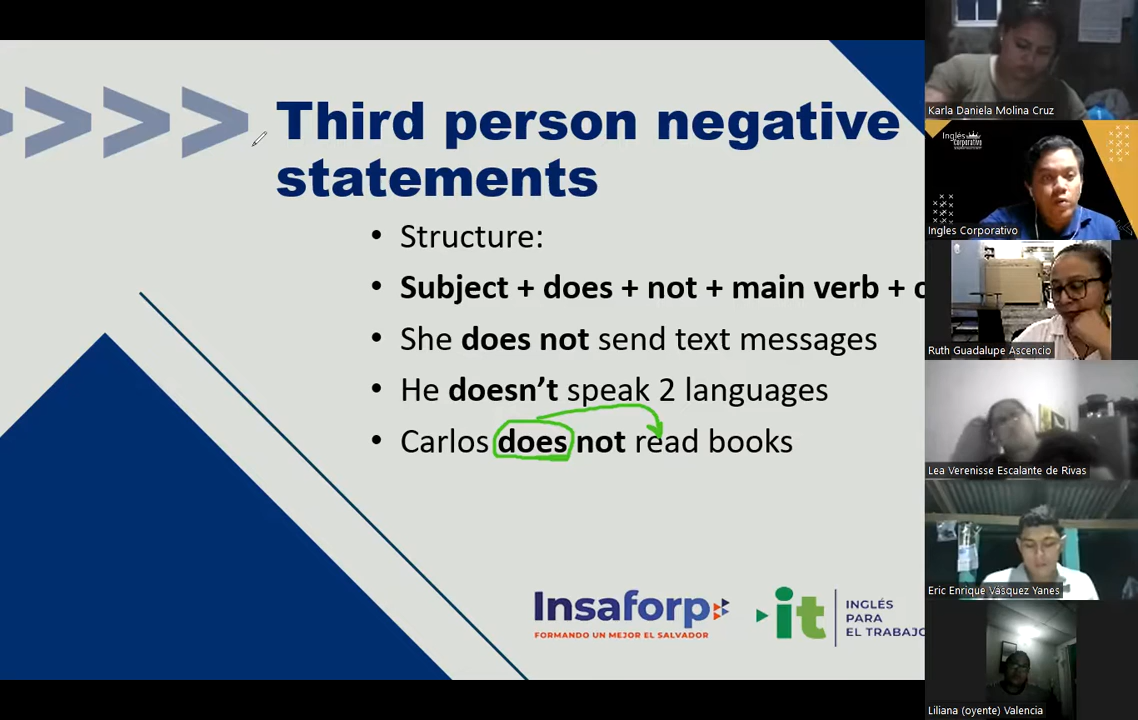 Third person negative
statements
• Structure:
• Subject + does + not + main verb + c
• She does not send text messages
• He doesn’t speak 2 languages
• Carlos does not read books
Insaforp
FORMANDO UN MEJOR EL SALVADOR
it
INGLÉS
PARA
EL TRABAJO
Karla Daniela Molina Cruz
Inglés
corporativo
Ingles Corporativo
Ruth Guadalupe Ascencio
Lea Verenisse Escalante de Rivas
Eric Enrique Vásquez Yanes
Liliana (oyente) Valencia